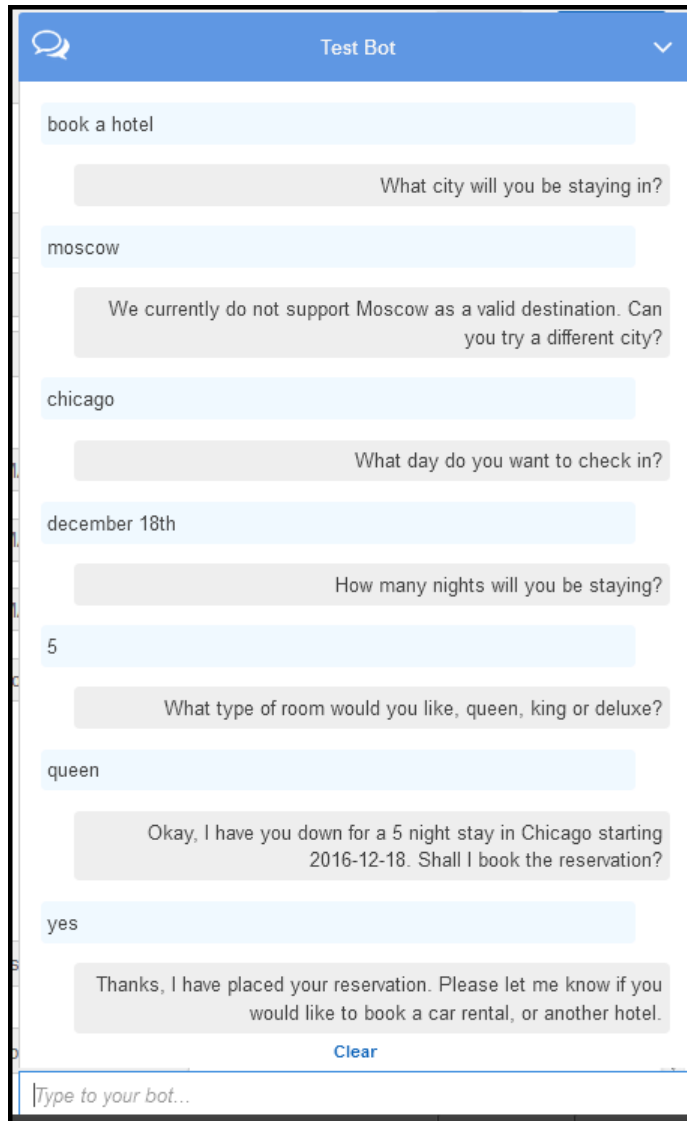 Test Bot
book a hotel
What city will you be staying in?
moscow
We currently do not support Moscow as a valid destination. Can
you try a different city?
chicago
What day do you want to check in?
december 18th
How many nights will you be staying?
5
What type of room would you like, queen, king or deluxe?
queen
Okay, I have you down for a 5 night stay in Chicago starting
2016-12-18. Shall I book the reservation?
yes
Thanks, I have placed your reservation. Please let me know if you
would like to book a car rental, or another hotel.
Clear
Type to your bot...